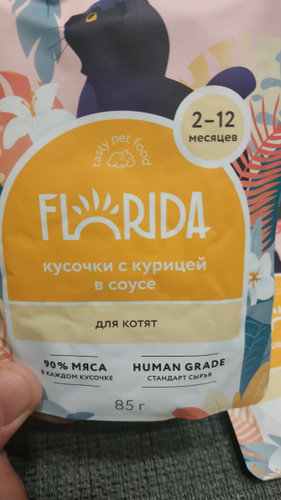 2–12
месяцев
tasty pet food
FLORIDA
кусочки с курицей
в соусе
для котят
90% МЯСА
В КАЖДОМ КУСОЧКЕ
HUMAN GRADE
СТАНДАРТ СЫРЬЯ
85 г